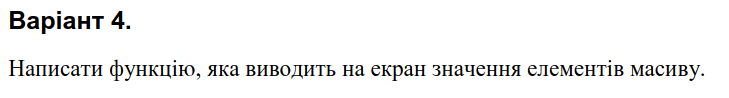 Варіант 4.
Написати функцію, яка виводить на екран значення елементів масиву.